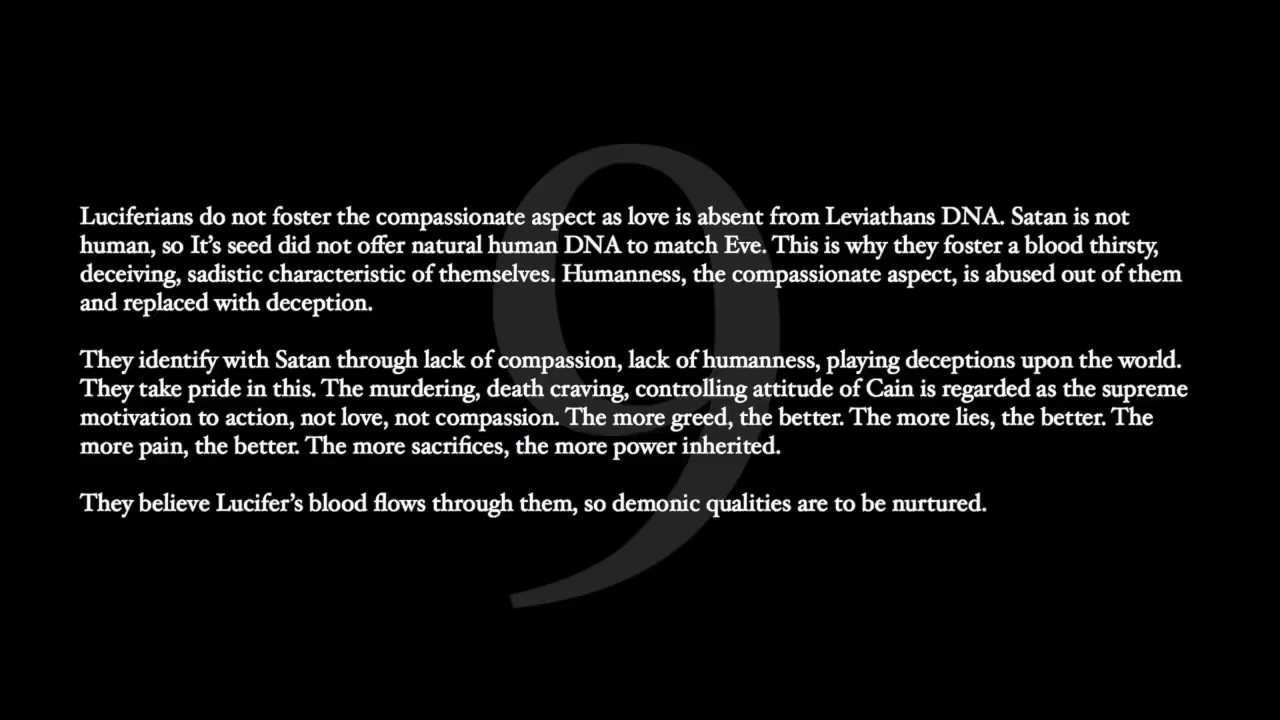 Luciferians do not foster the compassionate aspect as love is absent from Leviathans DNA. Satan is not
human, so It's seed did not offer natural human DNA to match Eve. This is why they foster a blood thirsty,
deceiving, sadistic characteristic of themselves. Humanness, the compassionate aspect, is abused out of them
and replaced with deception.
They identify with Satan through lack of compassion, lack of humanness, playing deceptions upon the world.
They take pride in this. The murdering, death craving, controlling attitude of Cain is regarded as the supreme
motivation to action, not love, not compassion. The more greed, the better. The more lies, the better. The
more pain, the better. The more sacrifices, the more power inherited.
They believe Lucifer's blood flows through them, so demonic qualities are to be nurtured.
9